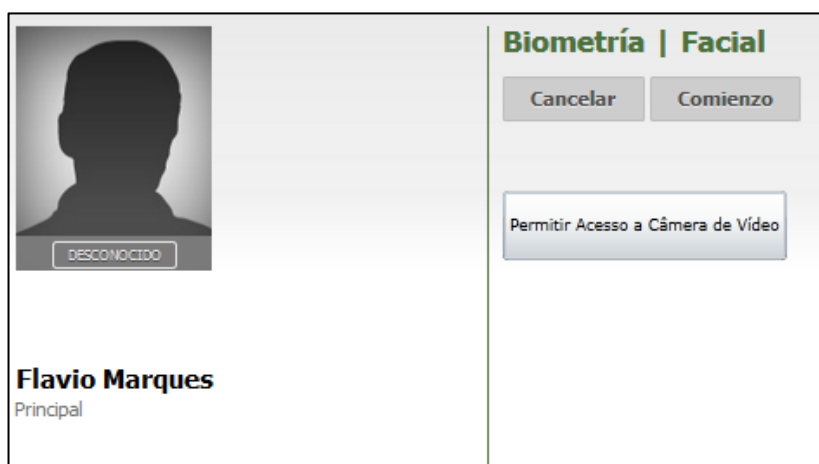 DESCONOCIDO
Flavio Marques
Principal
Biometría | Facial
Cancelar Comienzo
Permitir Acesso a Câmera de Vídeo